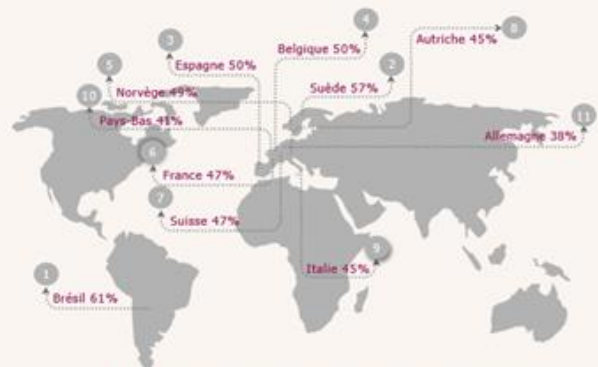 4
8
3
Belgique 50%
Autriche 45%
5
Espagne 50%
2
10
Norvège 49%
Suède 57%
11
Pays-Bas 41%
Allemagne 38%
6
France 47%
7
Suisse 47%
9
1
Italie 45%
Brésil 61%